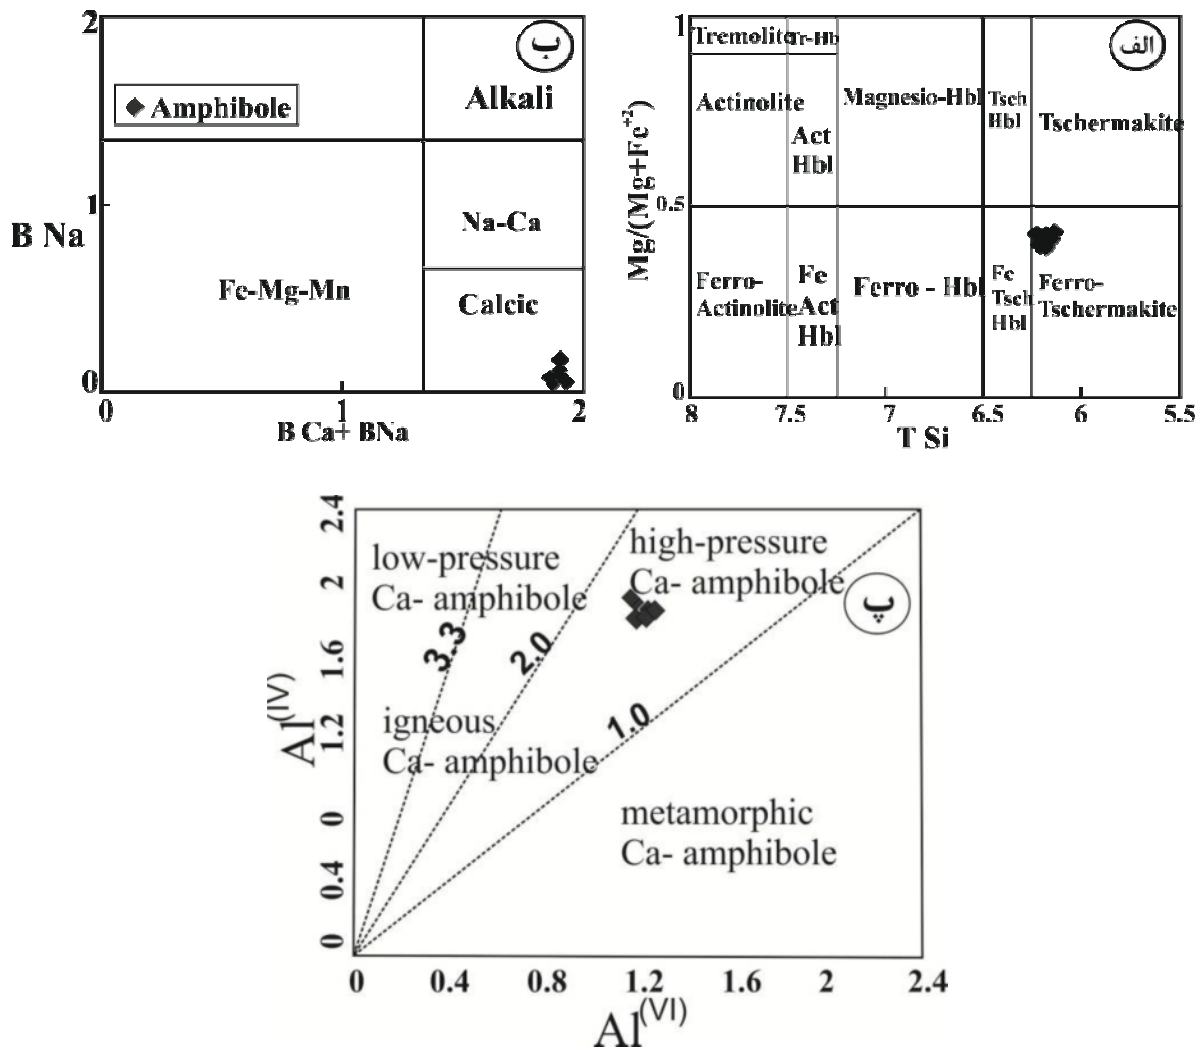 2
ب
Alkali
Amphibole
1
B Na
Na-Ca
Fe-Mg-Mn
Calcic
0
0
1
2
B Ca+ BNa
1
Tremolite
Tr-Hb
الف
Actinolite
Magnesio-Hbl
Tsch
Hbl
Tschermakite
Act
Hbl
Mg/(Mg+Fe+2)
0.5
Ferro-
Actinolite
Fe
Act
Hbl
Ferro - Hbl
Fe
Tsch
Hbl
Ferro-
Tschermakite
0
8
7.5
7
6.5
6
5.5
T Si
2.4
low-pressure
Ca- amphibole
high-pressure
Ca- amphibole
پ
2
3.3
2.0
1.6
Al(IV)
igneous
Ca- amphibole
1.0
1.2
metamorphic
Ca- amphibole
0
0.4
0
0
0.4
0.8
1.2
1.6
2
2.4
Al(VI)